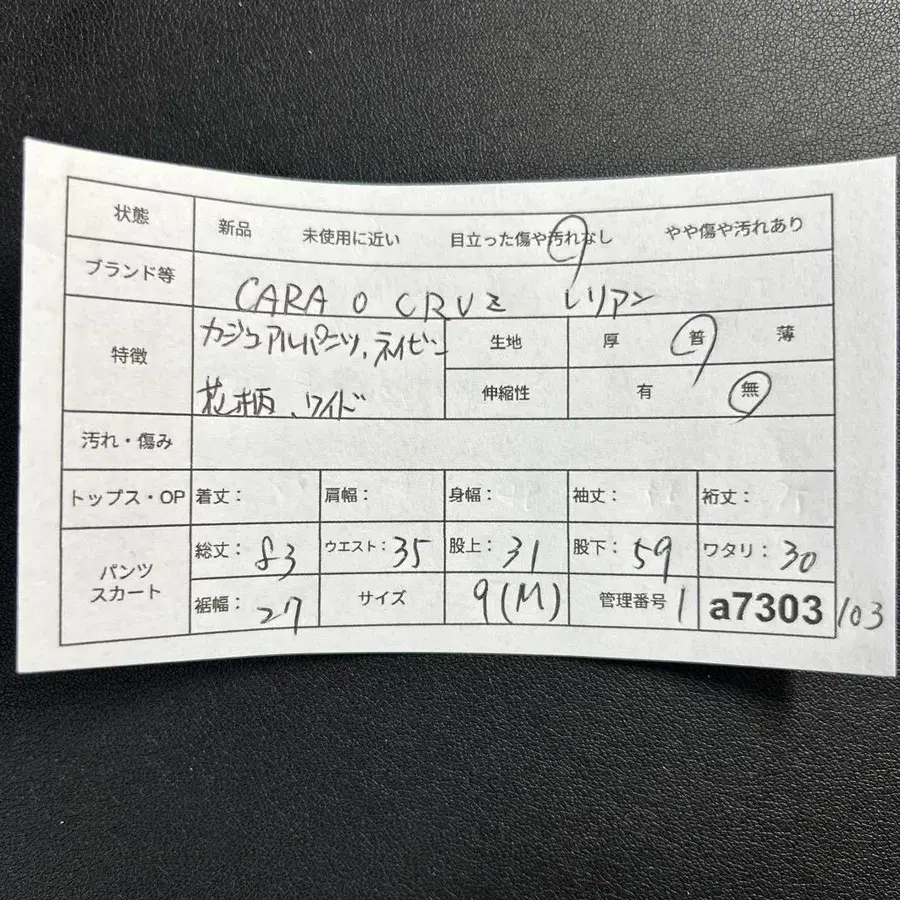 状態 新品 未使用に近い 目立った傷や汚れなし やや傷や汚れあり
ブランド等 CARA O CRUZ レリアン
特徴 カジュアルパンツ、ネイビー 生地 厚 普 薄
花柄、ワイド 伸縮性 有 無
汚れ・傷み
トップス・OP 着丈: 肩幅: 身幅: 袖丈: 裄丈:
パンツ スカート 総丈: 83 ウエスト: 35 股上: 31 股下: 59 ワタリ: 30
裾幅: 27 サイズ 9(M) 管理番号 1 a7303 103